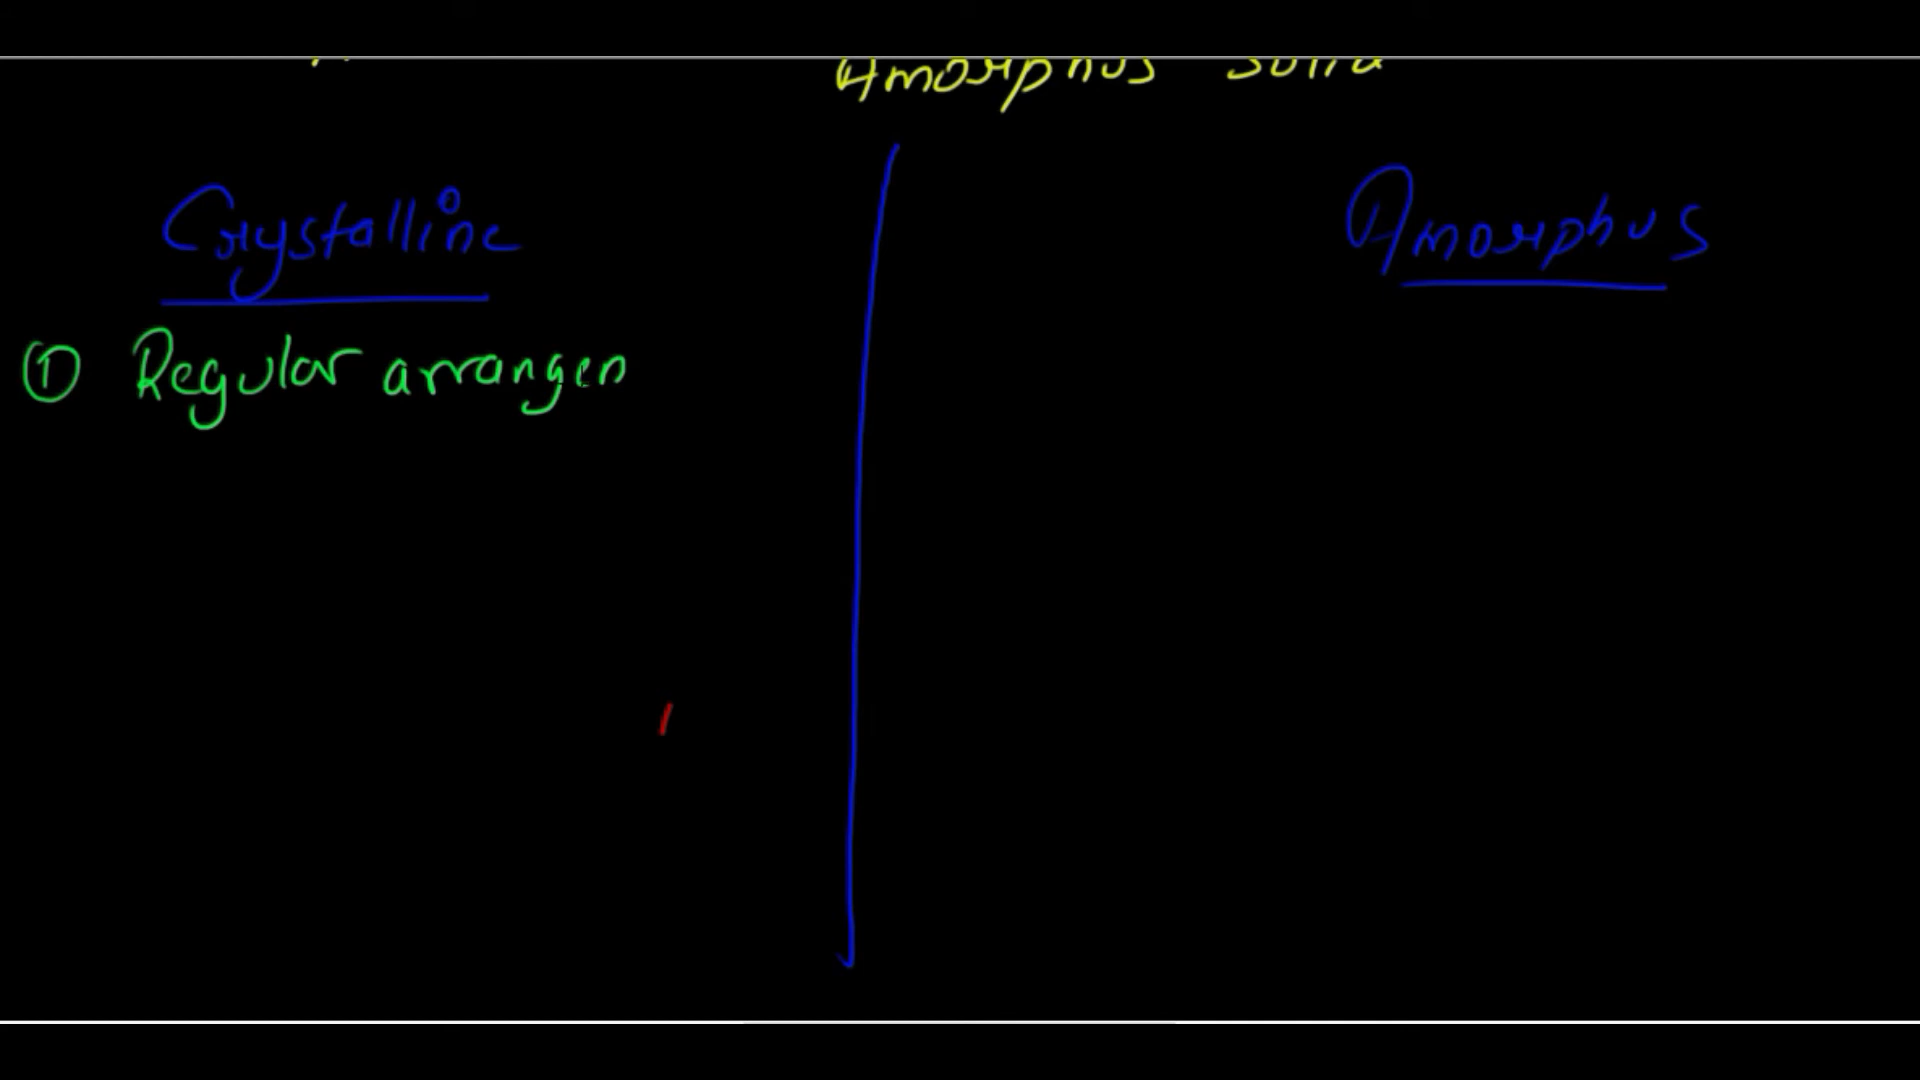 Amorphus solid
Crystalline
Amorphus
① Regular arrangen